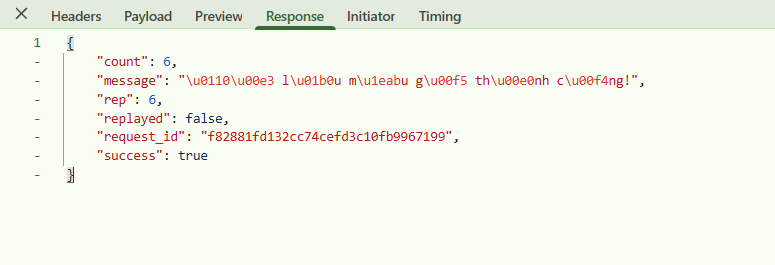 Headers Payload Preview Response Initiator Timing
1 {
- "count": 6,
- "message": "\u0110\u00e3 l\u01b0u m\u1eabu g\u00f5 th\u00e0nh c\u00f4ng!",
- "rep": 6,
- "replayed": false,
- "request_id": "f82881fd132cc74cefd3c10fb9967199",
- "success": true
- }